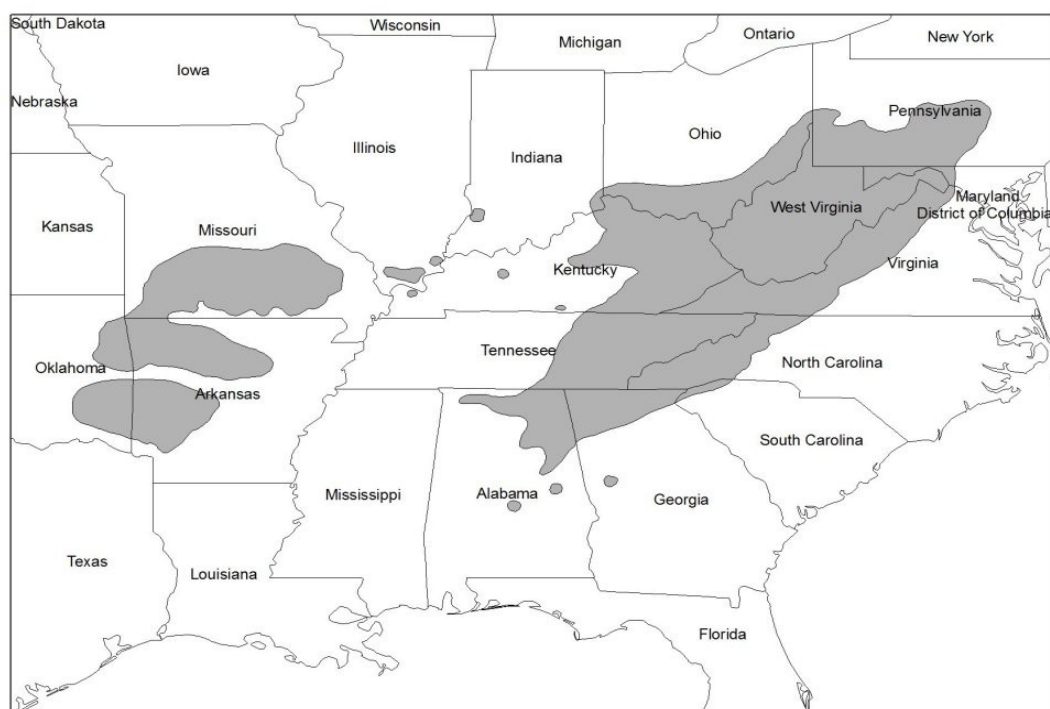 South Dakota
Wisconsin
Michigan
Ontario
New York
Iowa
Nebraska
Pennsylvania
Ohio
Illinois
Indiana
West Virginia
Maryland
District of Columbia
Kansas
Missouri
Kentucky
Virginia
Tennessee
North Carolina
Oklahoma
Arkansas
South Carolina
Mississippi
Alabama
Georgia
Texas
Louisiana
Florida